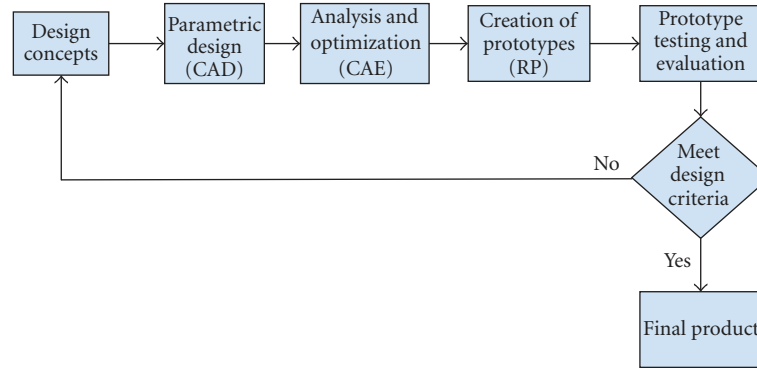 Design
concepts
Parametric
design
(CAD)
Analysis and
optimization
(CAE)
Creation of
prototypes
(RP)
Prototype
testing and
evaluation
Meet
design
criteria
No
Yes
Final product